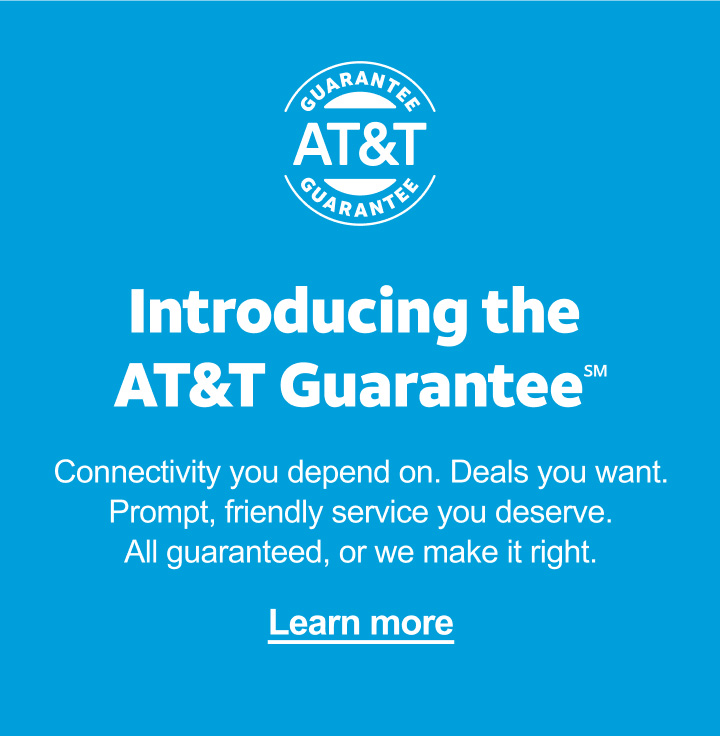 GUARANTEE
AT&T
GUARANTEE
Introducing the
AT&T Guarantee℠
Connectivity you depend on. Deals you want.
Prompt, friendly service you deserve.
All guaranteed, or we make it right.
Learn more